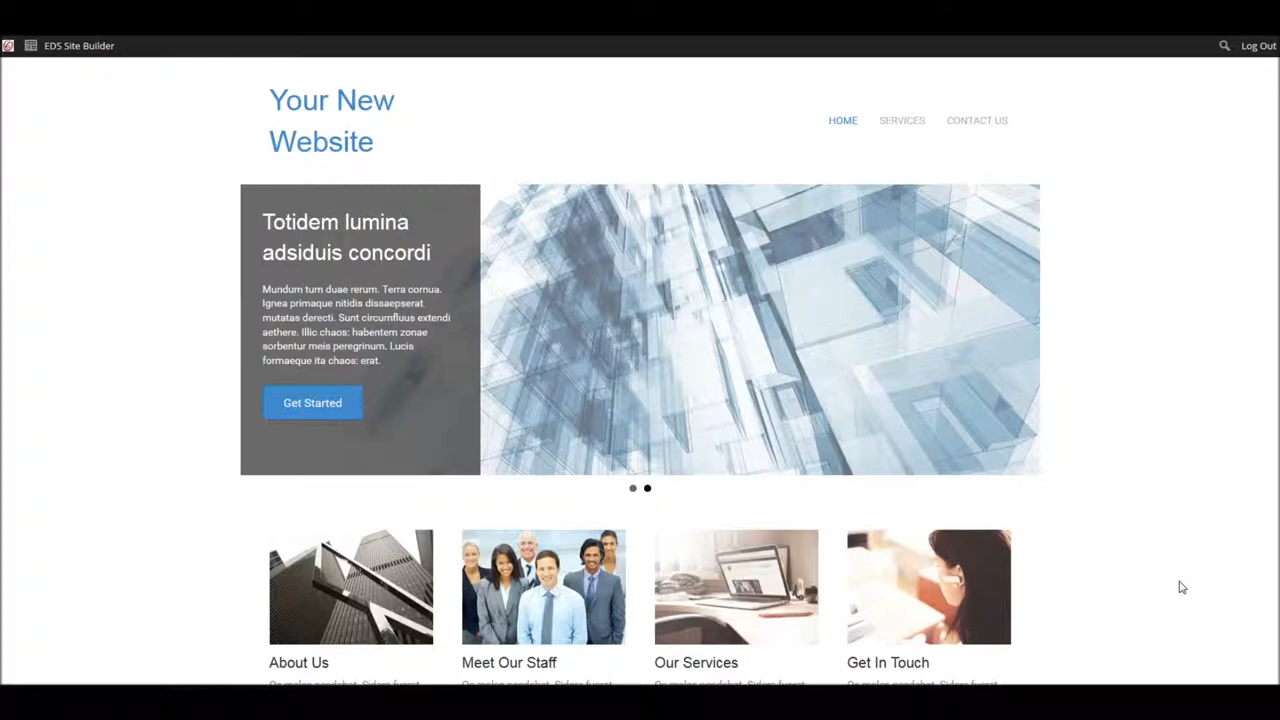 EDS Site Builder
Log Out
Your New
Website
HOME SERVICES CONTACT US
Totidem lumina
adsiduis concordi
Mundum tum duae rerum. Terra cornua.
Ignea primaque nitidis dissaepserat
mutatas derecti. Sunt circumfluus extendi
aethere. Illic chaos: habentem zonae
sorbentur meis peregrinum. Lucis
formaeque ita chaos: erat.
Get Started
About Us
Meet Our Staff
Our Services
Get In Touch